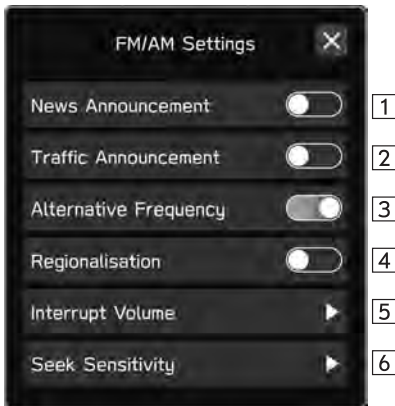 FM/AM Settings
News Announcement 1
Traffic Announcement 2
Alternative Frequency 3
Regionalisation 4
Interrupt Volume 5
Seek Sensitivity 6